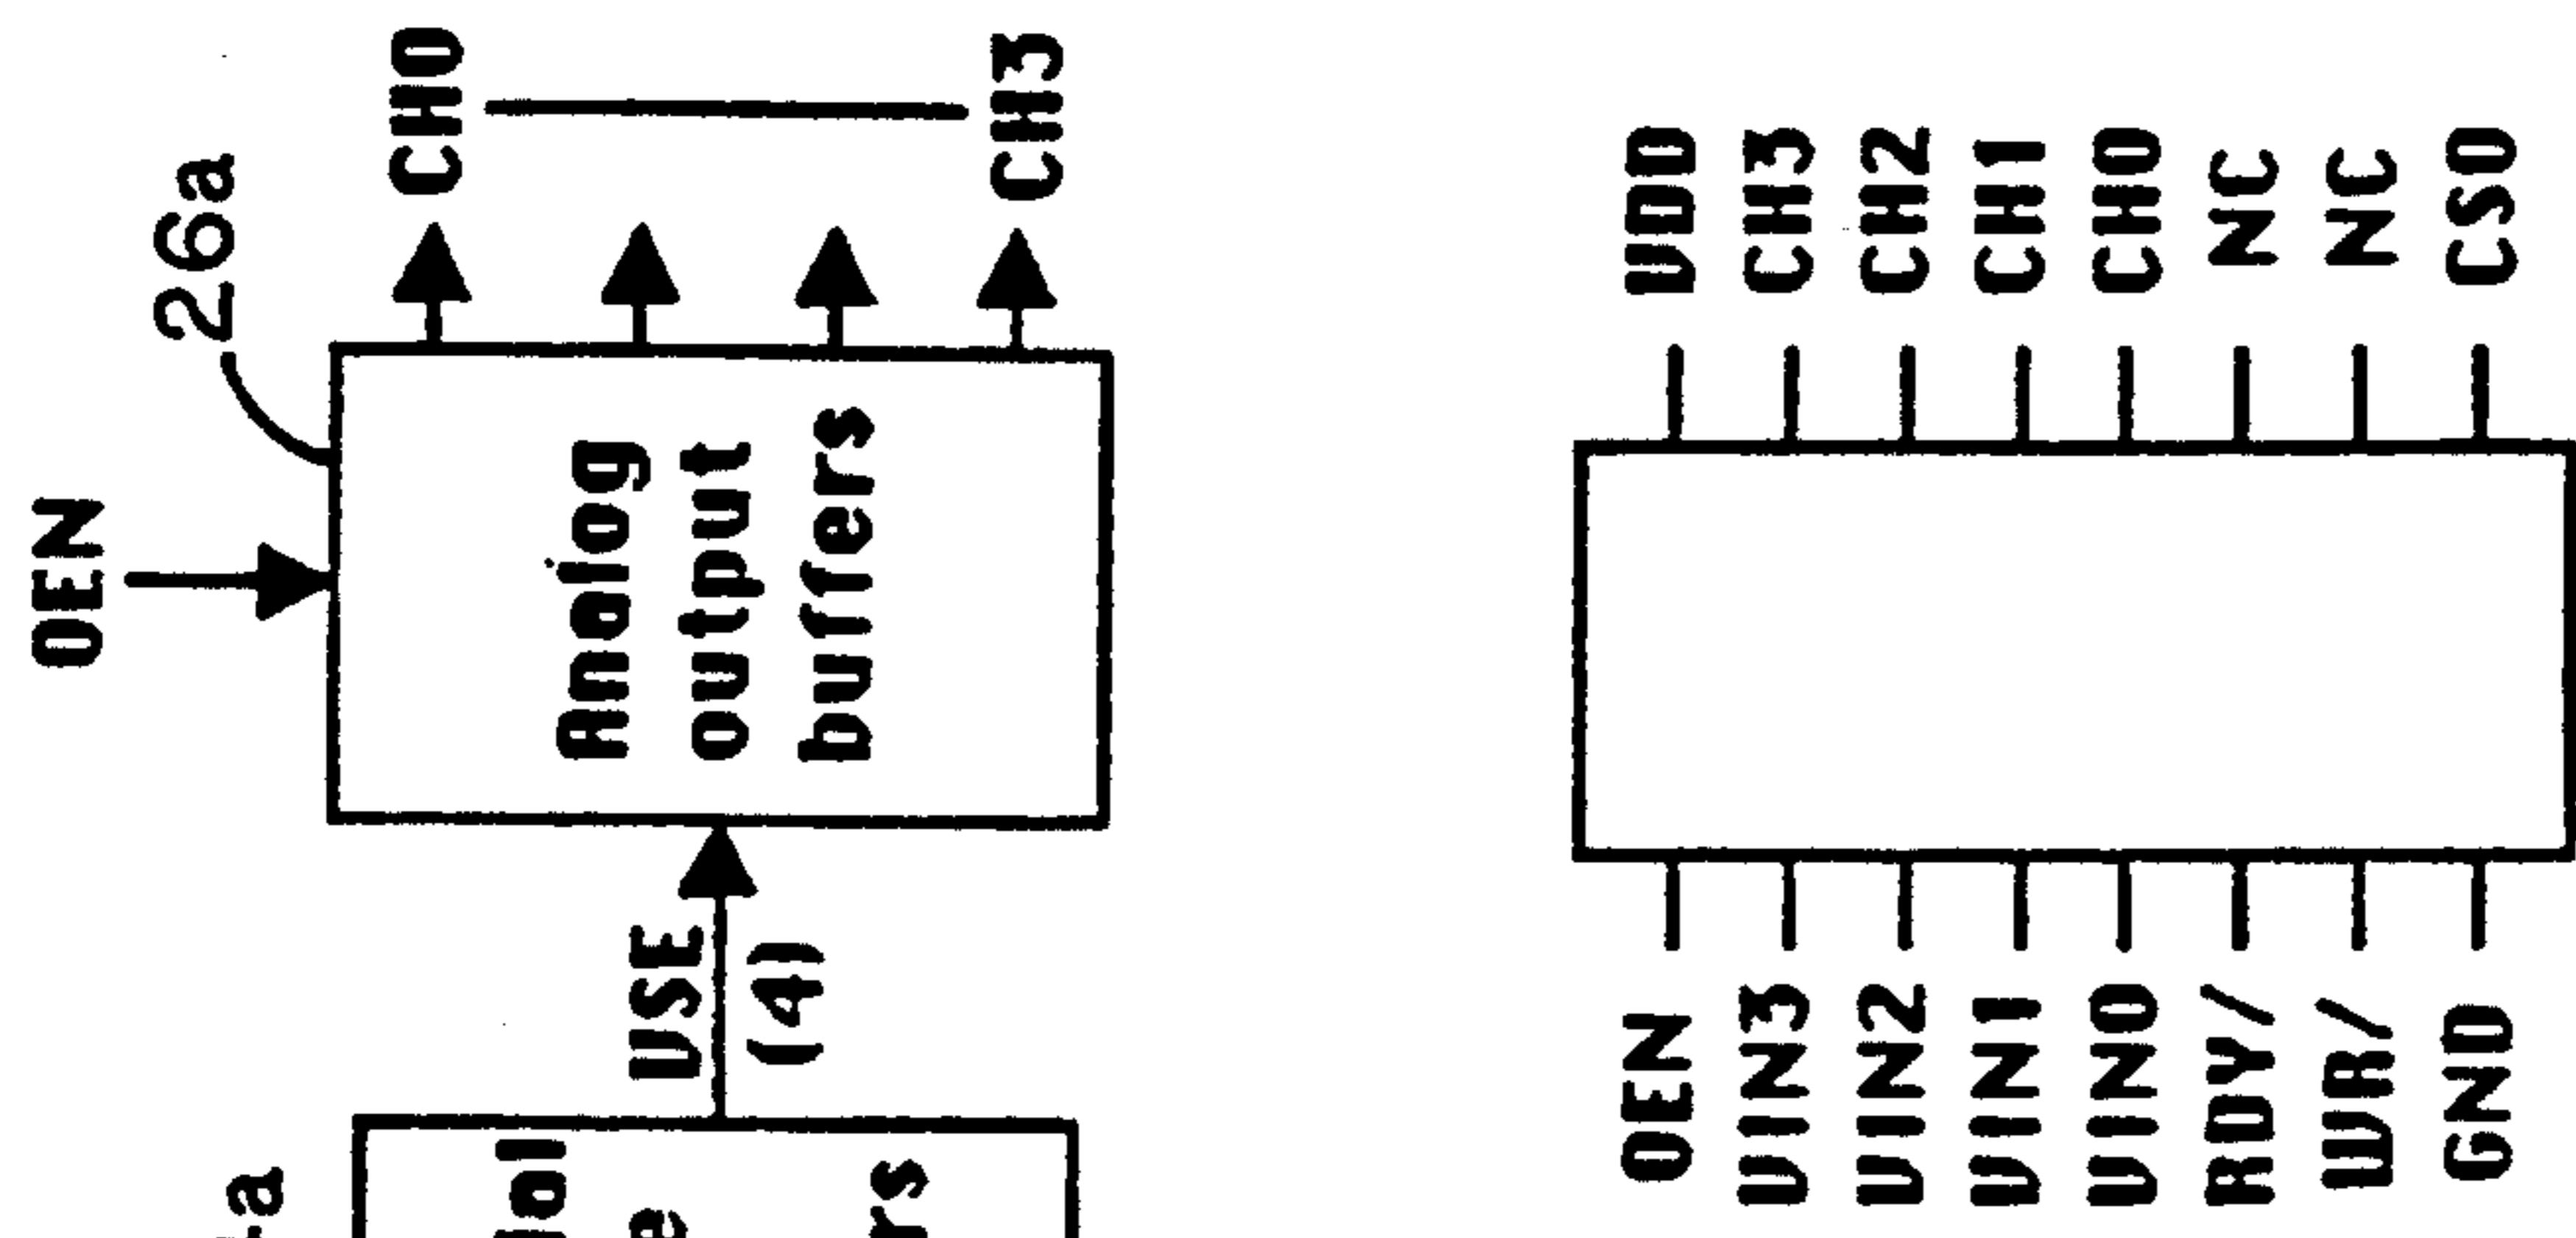 OEN
26a
CH0
Analog
output
buffers
VSE
(4)
CH3
OEN VDD
VIN3 CH3
VIN2 CH2
VIN1 CH1
VIN0 CH0
RDY/ NC
WR/ NC
GND CS0